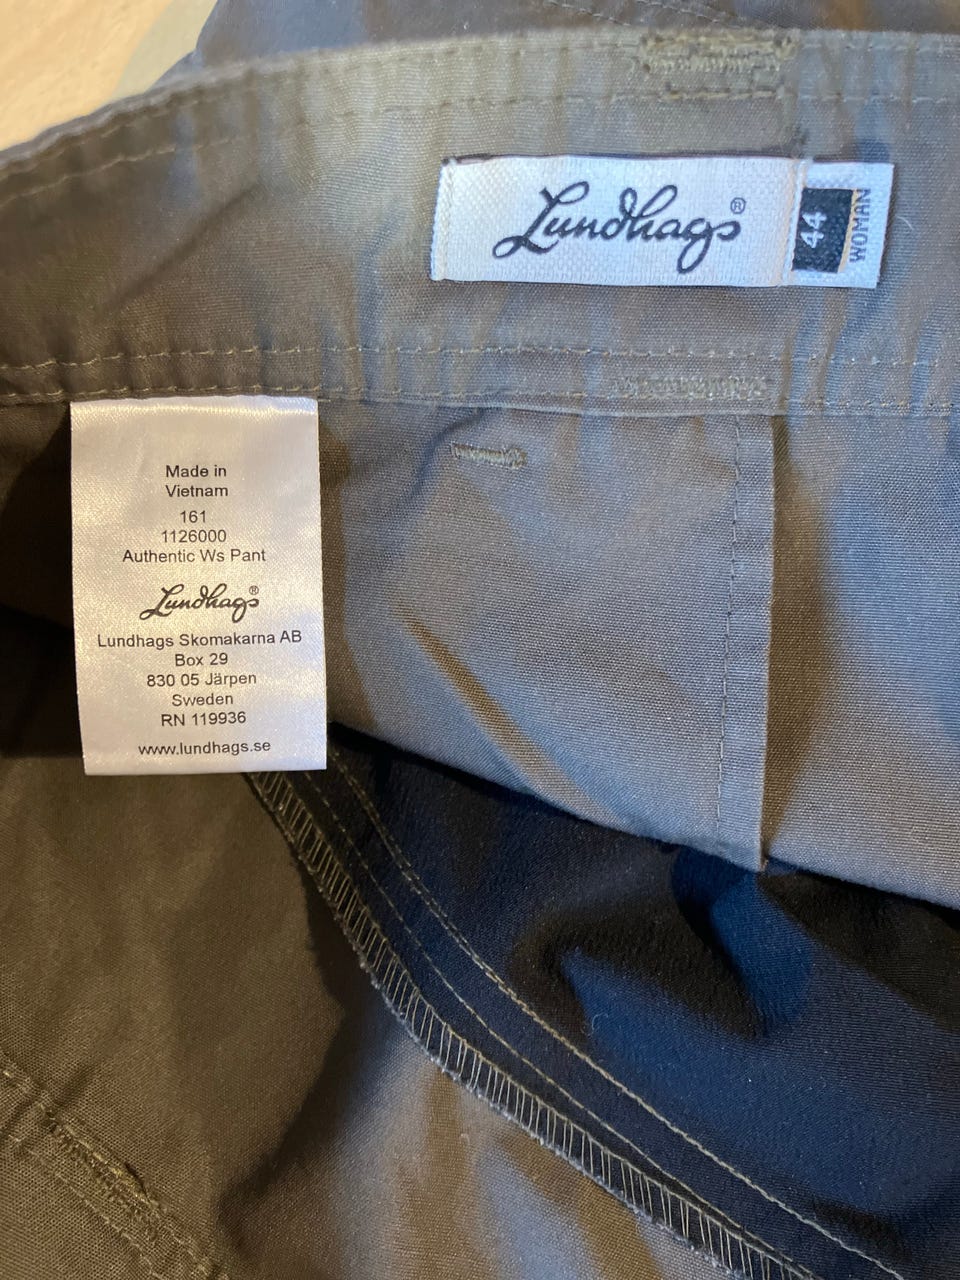 Lundhags®
44
WOMAN
Made in
Vietnam
161
1126000
Authentic Ws Pant
Lundhags®
Lundhags Skomakarna AB
Box 29
830 05 Järpen
Sweden
RN 119936
www.lundhags.se